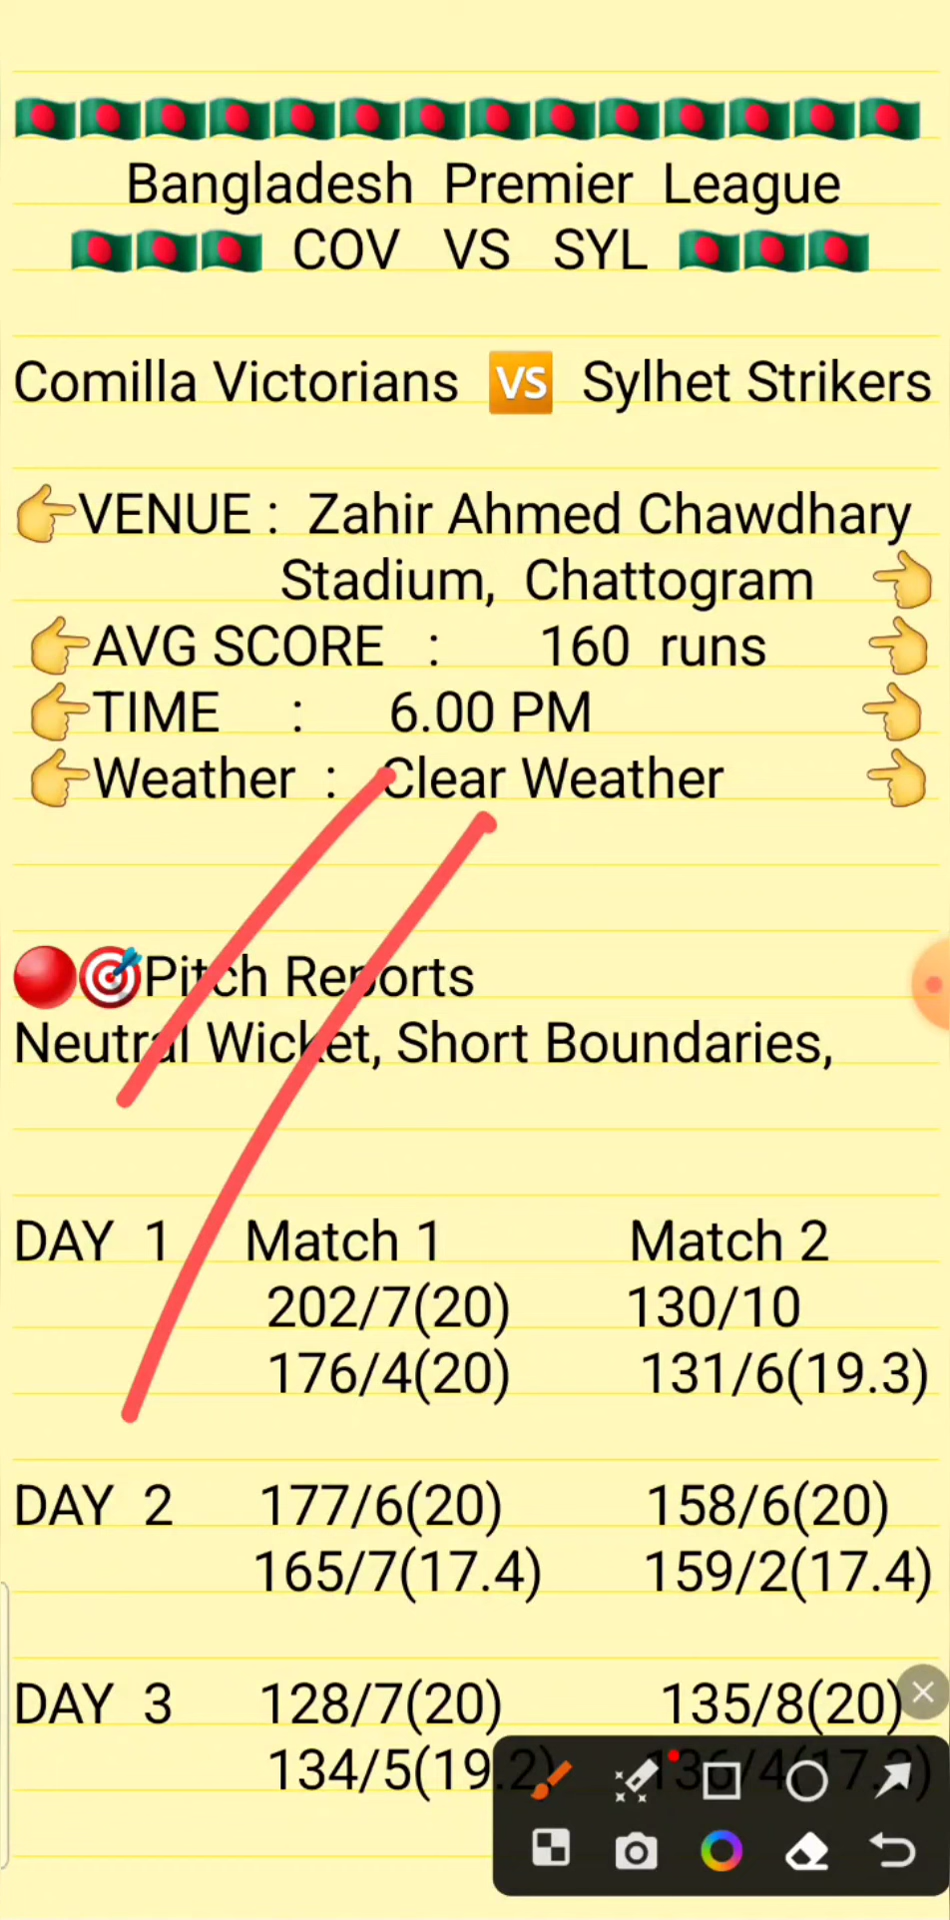 Bangladesh Premier League
COV VS SYL
Comilla Victorians VS Sylhet Strikers
VENUE : Zahir Ahmed Chawdhary
Stadium, Chattogram
AVG SCORE : 160 runs
TIME : 6.00 PM
Weather : Clear Weather
Pitch Reports
Neutral Wicket, Short Boundaries,
DAY 1 Match 1 Match 2
202/7(20) 130/10
176/4(20) 131/6(19.3)
DAY 2 177/6(20) 158/6(20)
165/7(17.4) 159/2(17.4)
DAY 3 128/7(20) 135/8(20)
134/5(19.2)